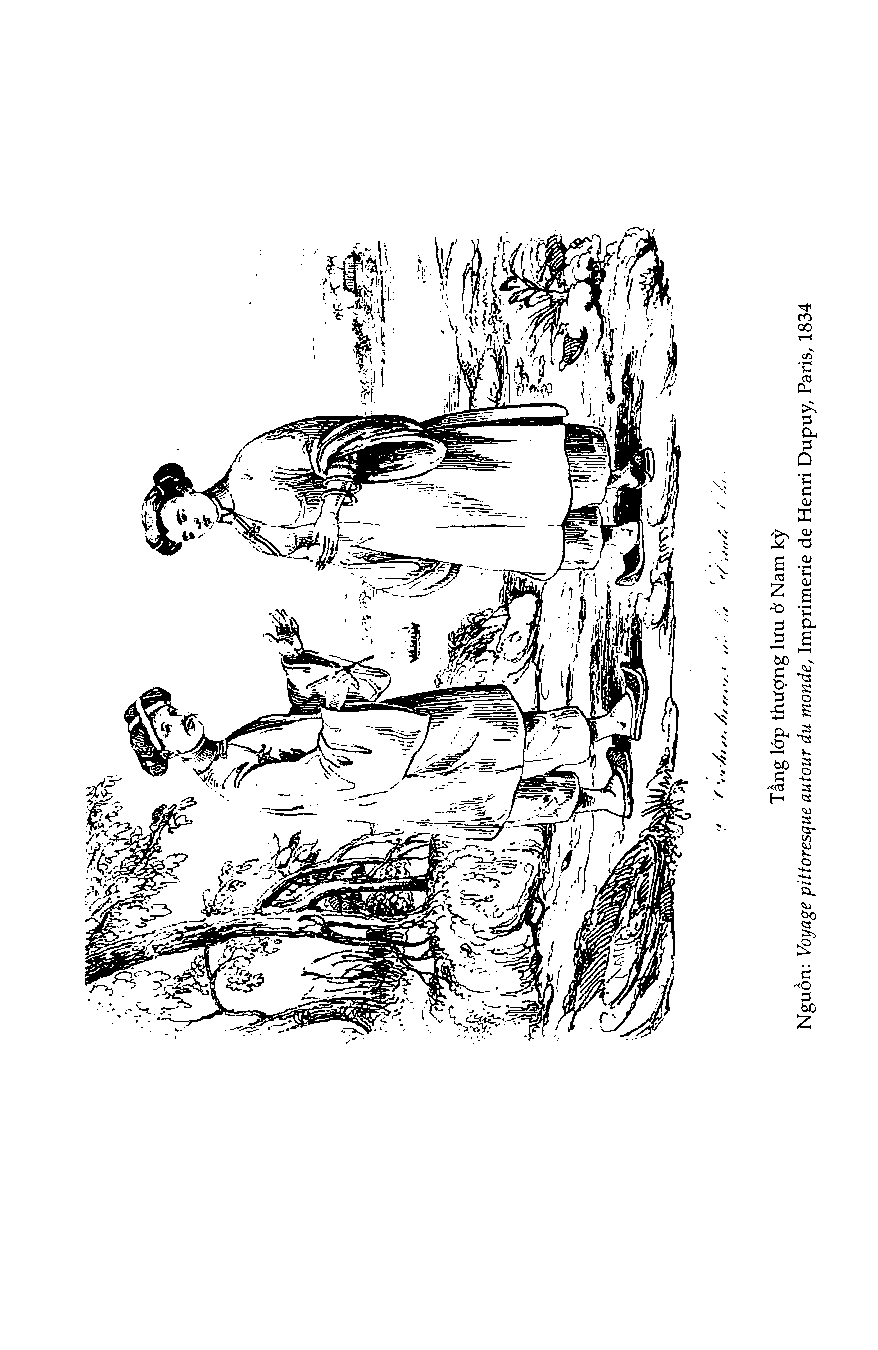 Tầng lớp thượng lưu ở Nam kỳ
Nguồn: Voyage pittoresque autour du monde, Imprimerie de Henri Dupuy, Paris, 1834